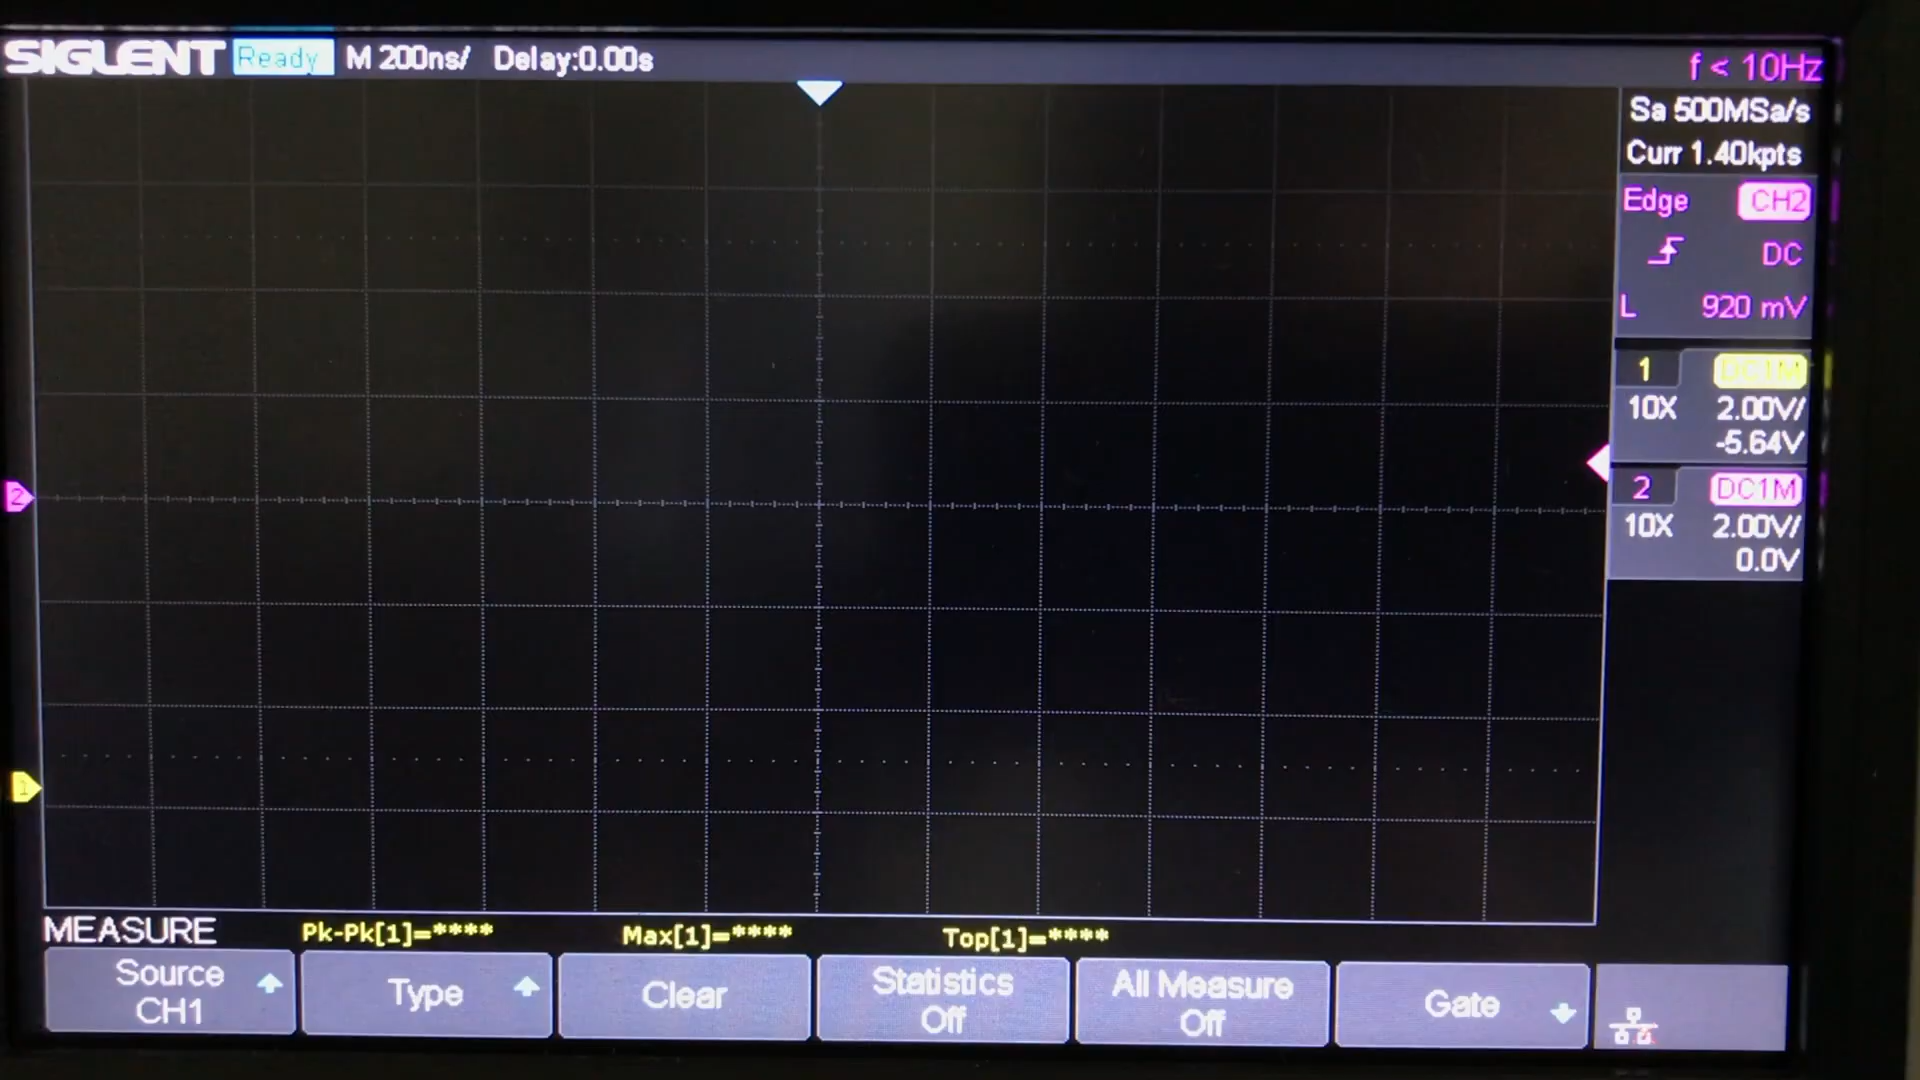 SIGLENT Ready M 200ns/ Delay:0.00s f < 10Hz
Sa 500MSa/s
Curr 1.40kpts
Edge CH2
DC
L 920 mV
1 DC1M
10X 2.00V/
-5.64V
2 DC1M
10X 2.00V/
0.0V
2
1
MEASURE Pk-Pk[1]=**** Max[1]=**** Top[1]=****
Source
CH1
Type
Clear
Statistics
Off
All Measure
Off
Gate